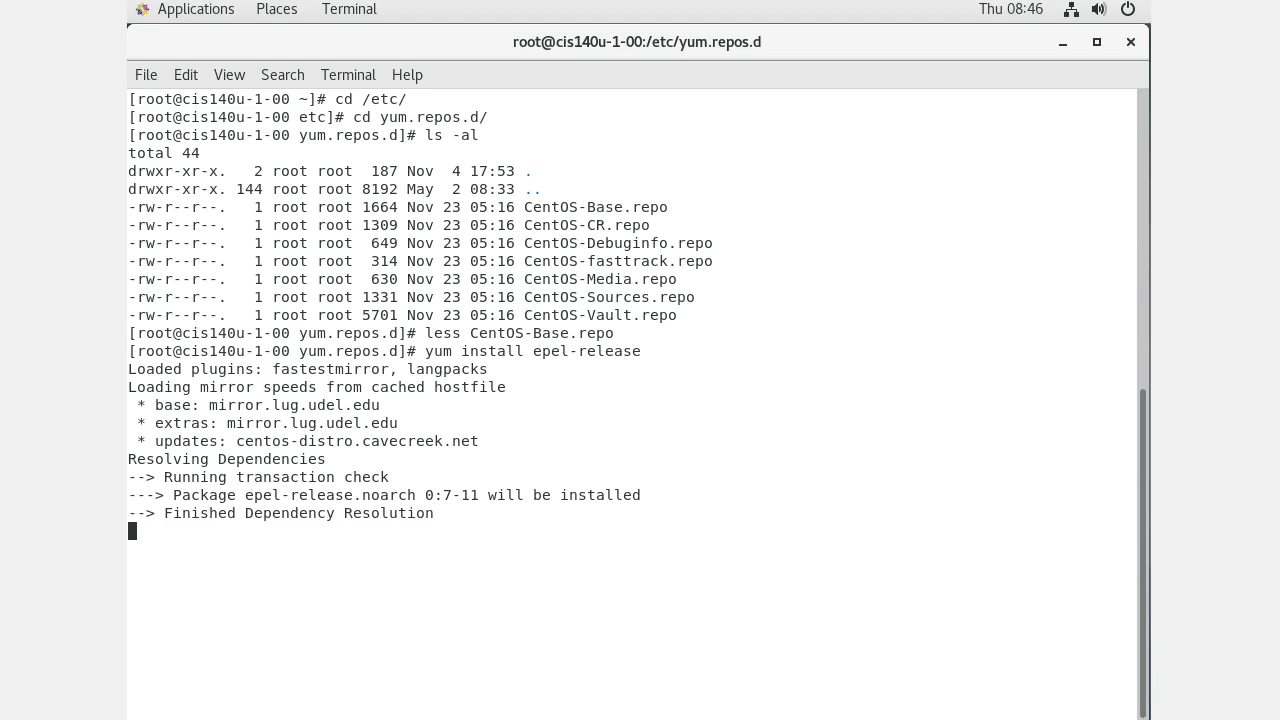 Applications Places Terminal Thu 08:46
root@cis140u-1-00:/etc/yum.repos.d
File Edit View Search Terminal Help
[root@cis140u-1-00 ~]# cd /etc/
[root@cis140u-1-00 etc]# cd yum.repos.d/
[root@cis140u-1-00 yum.repos.d]# ls -al
total 44
drwxr-xr-x.   2 root root  187 Nov  4 17:53 .
drwxr-xr-x. 144 root root 8192 May  2 08:33 ..
-rw-r--r--.   1 root root 1664 Nov 23 05:16 CentOS-Base.repo
-rw-r--r--.   1 root root 1309 Nov 23 05:16 CentOS-CR.repo
-rw-r--r--.   1 root root  649 Nov 23 05:16 CentOS-Debuginfo.repo
-rw-r--r--.   1 root root  314 Nov 23 05:16 CentOS-fasttrack.repo
-rw-r--r--.   1 root root  630 Nov 23 05:16 CentOS-Media.repo
-rw-r--r--.   1 root root 1331 Nov 23 05:16 CentOS-Sources.repo
-rw-r--r--.   1 root root 5701 Nov 23 05:16 CentOS-Vault.repo
[root@cis140u-1-00 yum.repos.d]# less CentOS-Base.repo
[root@cis140u-1-00 yum.repos.d]# yum install epel-release
Loaded plugins: fastestmirror, langpacks
Loading mirror speeds from cached hostfile
 * base: mirror.lug.udel.edu
 * extras: mirror.lug.udel.edu
 * updates: centos-distro.cavecreek.net
Resolving Dependencies
--> Running transaction check
---> Package epel-release.noarch 0:7-11 will be installed
--> Finished Dependency Resolution